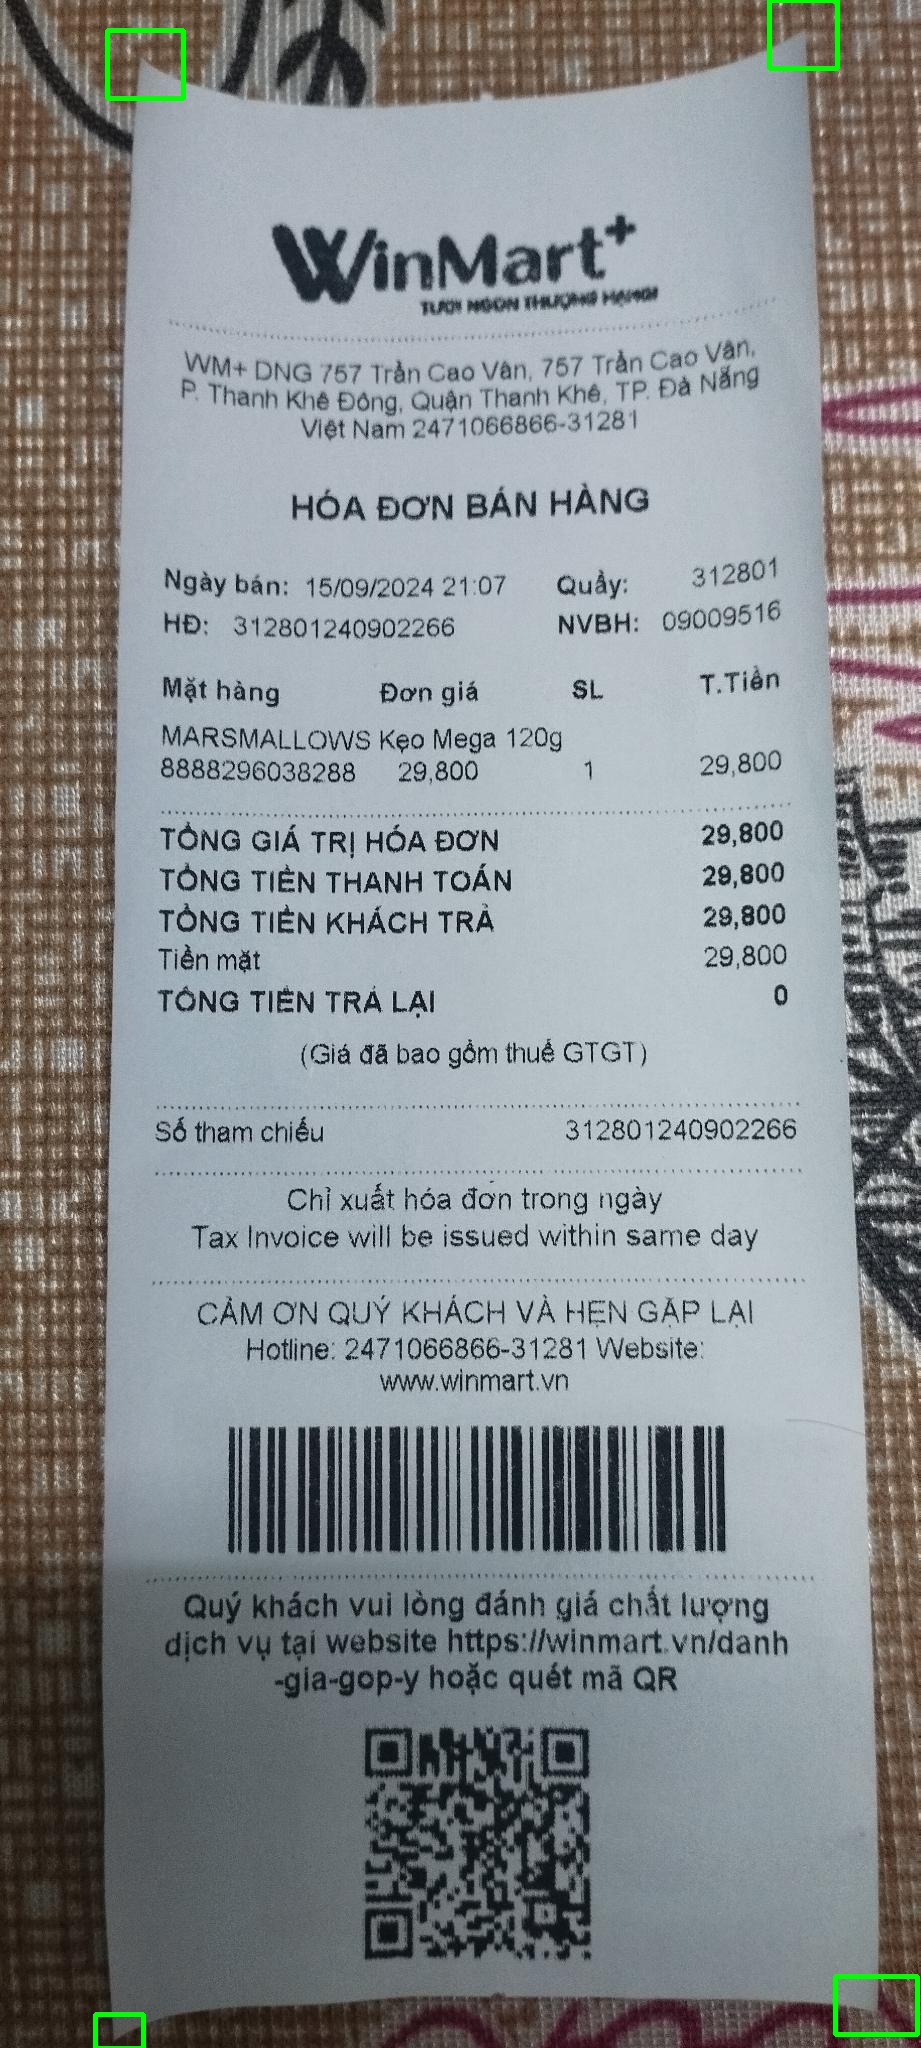 WinMart+
TƯƠI NGON THƯỢNG HẠNG!
WM+ DNG 757 Trần Cao Vân, 757 Trần Cao Vân,
P. Thanh Khê Đông, Quận Thanh Khê, TP. Đà Nẵng
Việt Nam 2471066866-31281
HÓA ĐƠN BÁN HÀNG
Ngày bán: 15/09/2024 21:07 Quầy: 312801
HĐ: 312801240902266 NVBH: 09009516
Mặt hàng Đơn giá SL T.Tiền
MARSMALLOWS Kẹo Mega 120g
8888296038288 29,800 1 29,800
TỔNG GIÁ TRỊ HÓA ĐƠN 29,800
TỔNG TIỀN THANH TOÁN 29,800
TỔNG TIỀN KHÁCH TRẢ 29,800
Tiền mặt 29,800
TỔNG TIỀN TRẢ LẠI 0
(Giá đã bao gồm thuế GTGT)
Số tham chiếu 312801240902266
Chỉ xuất hóa đơn trong ngày
Tax Invoice will be issued within same day
CẢM ƠN QUÝ KHÁCH VÀ HẸN GẶP LẠI
Hotline: 2471066866-31281 Website:
www.winmart.vn
Quý khách vui lòng đánh giá chất lượng
dịch vụ tại website https://winmart.vn/danh
-gia-gop-y hoặc quét mã QR